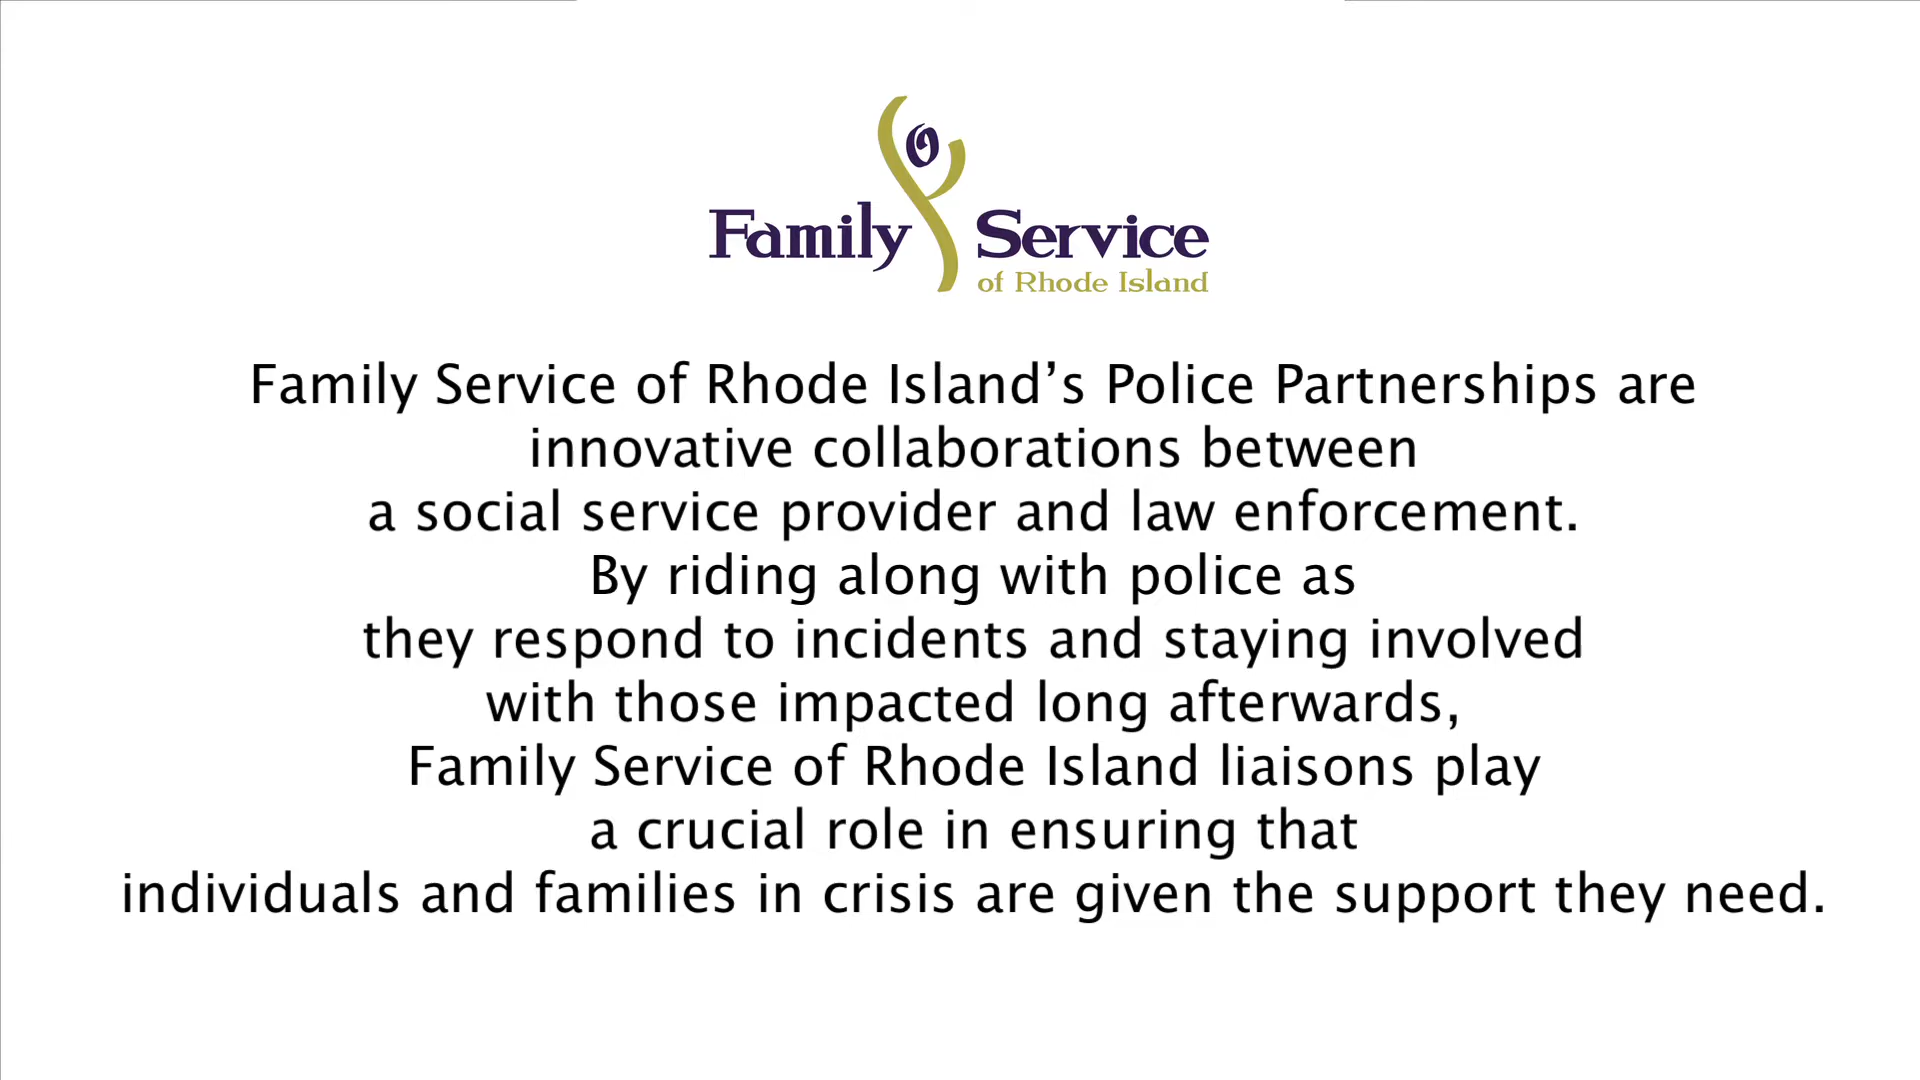 Family Service
of Rhode Island
Family Service of Rhode Island’s Police Partnerships are
innovative collaborations between
a social service provider and law enforcement.
By riding along with police as
they respond to incidents and staying involved
with those impacted long afterwards,
Family Service of Rhode Island liaisons play
a crucial role in ensuring that
individuals and families in crisis are given the support they need.